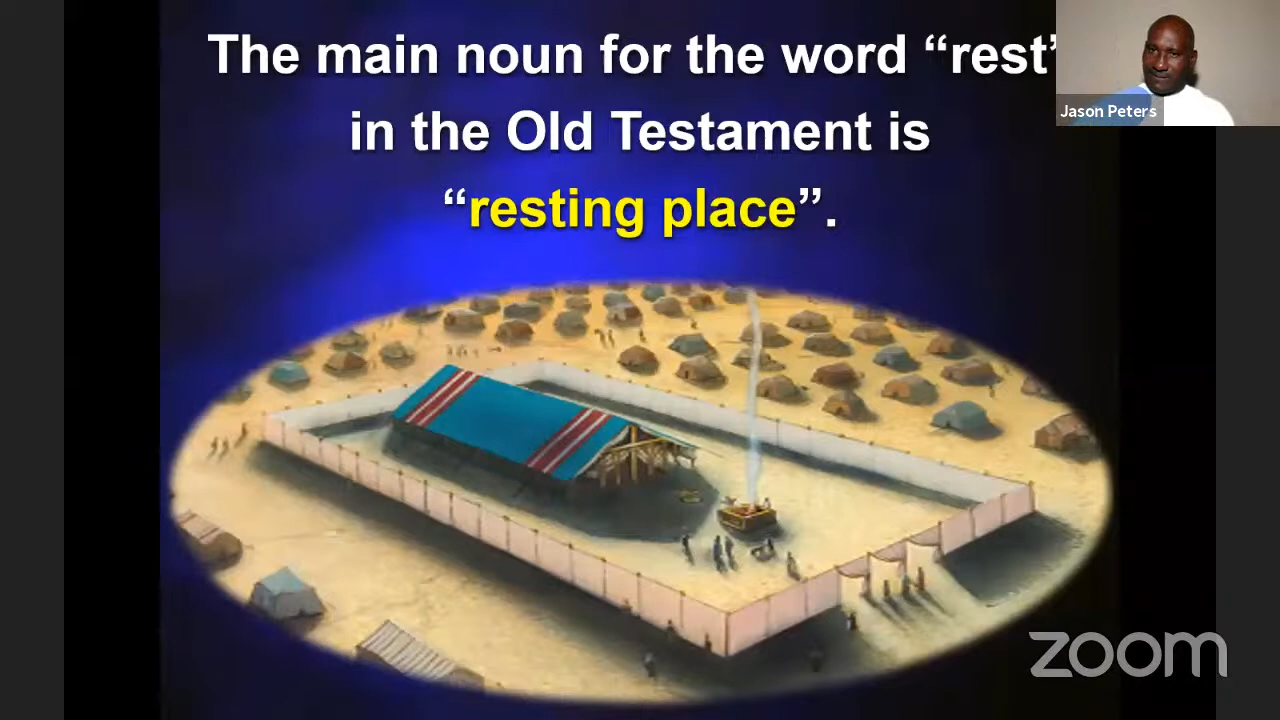 The main noun for the word “rest”
in the Old Testament is
“resting place”.
Jason Peters
zoom